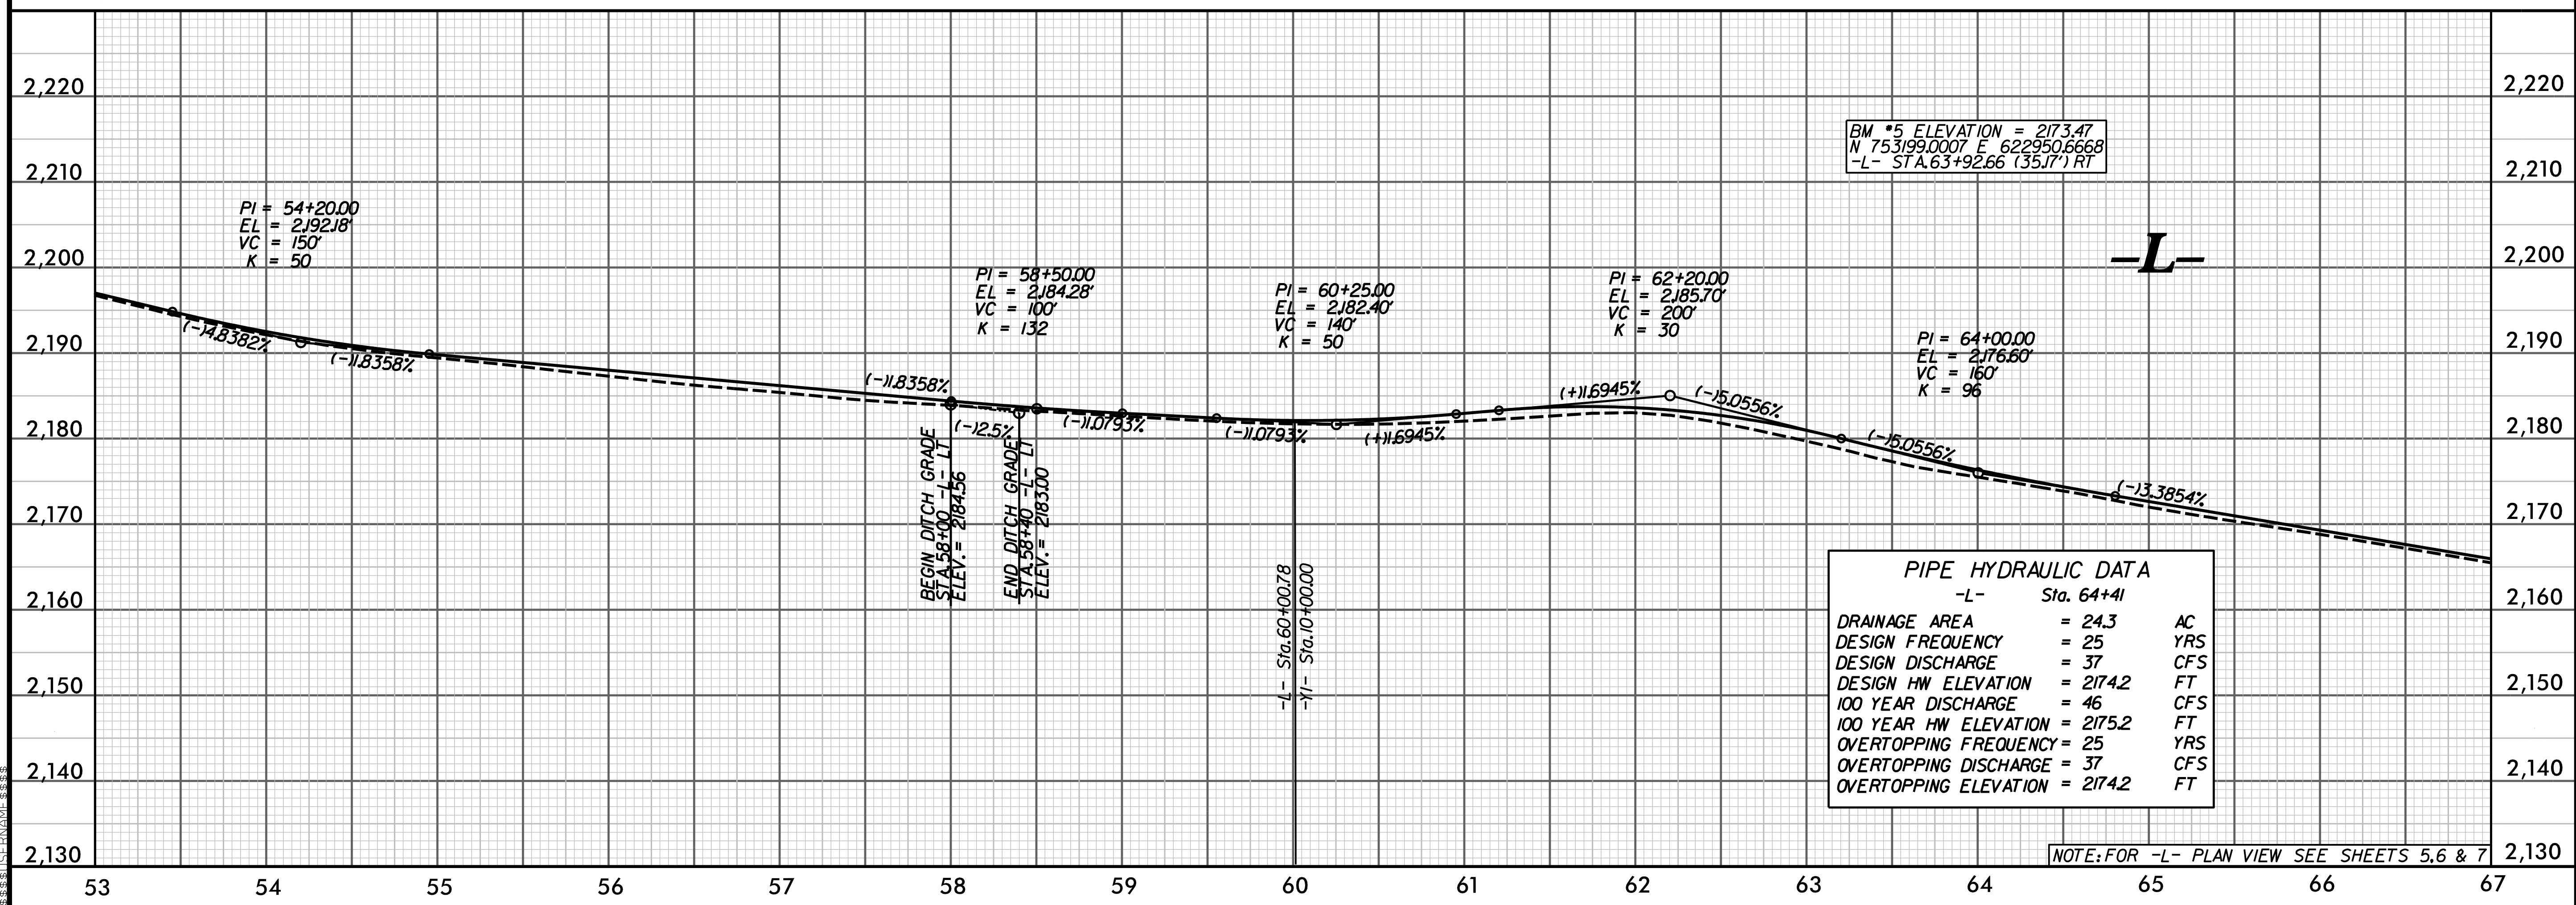 2,220
2,210
2,200
2,190
2,180
2,170
2,160
2,150
2,140
2,130
2,220
2,210
2,200
2,190
2,180
2,170
2,160
2,150
2,140
2,130
BM #5 ELEVATION = 2173.47
N 753199.0007 E 622950.6668
-L- STA.63+92.66 (35.17') RT
-L-
PI = 54+20.00
EL = 2,192.18'
VC = 150'
K = 50
PI = 58+50.00
EL = 2,184.28'
VC = 100'
K = 132
PI = 60+25.00
EL = 2,182.40'
VC = 140'
K = 50
PI = 62+20.00
EL = 2,185.70'
VC = 200'
K = 30
PI = 64+00.00
EL = 2,176.60'
VC = 160'
K = 96
(-)4.8382%
(-)1.8358%
(-)1.8358%
(-)2.5%
(-)1.0793%
(-)1.0793%
(+)1.6945%
(+)1.6945%
(-)5.0556%
(-)5.0556%
(-)3.3854%
BEGIN DITCH GRADE
STA.58+00 -L- LT
ELEV.= 2184.56
END DITCH GRADE
STA.58+40 -L- LT
ELEV.= 2183.00
-L- Sta.60+00.78
-Y1- Sta.10+00.00
PIPE HYDRAULIC DATA
-L- Sta. 64+41
DRAINAGE AREA = 24.3 AC
DESIGN FREQUENCY = 25 YRS
DESIGN DISCHARGE = 37 CFS
DESIGN HW ELEVATION = 2174.2 FT
100 YEAR DISCHARGE = 46 CFS
100 YEAR HW ELEVATION = 2175.2 FT
OVERTOPPING FREQUENCY = 25 YRS
OVERTOPPING DISCHARGE = 37 CFS
OVERTOPPING ELEVATION = 2174.2 FT
NOTE: FOR -L- PLAN VIEW SEE SHEETS 5,6 & 7
53 54 55 56 57 58 59 60 61 62 63 64 65 66 67